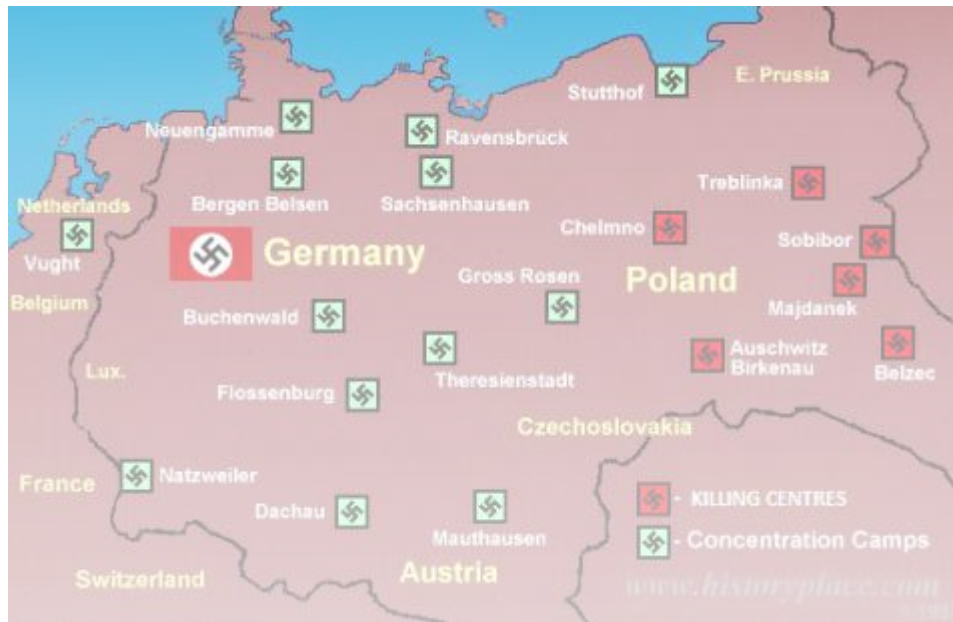 E. Prussia
Stutthof
Neuengamme
Ravensbrück
Treblinka
Bergen Belsen
Sachsenhausen
Netherlands
Chelmno
Sobibor
Vught
Germany
Gross Rosen
Poland
Belgium
Majdanek
Buchenwald
Auschwitz
Birkenau
Lux.
Theresienstadt
Belzec
Flossenburg
Czechoslovakia
France
Natzweiler
- KILLING CENTRES
Dachau
Mauthausen
- Concentration Camps
Switzerland
Austria
www.historyplace.com